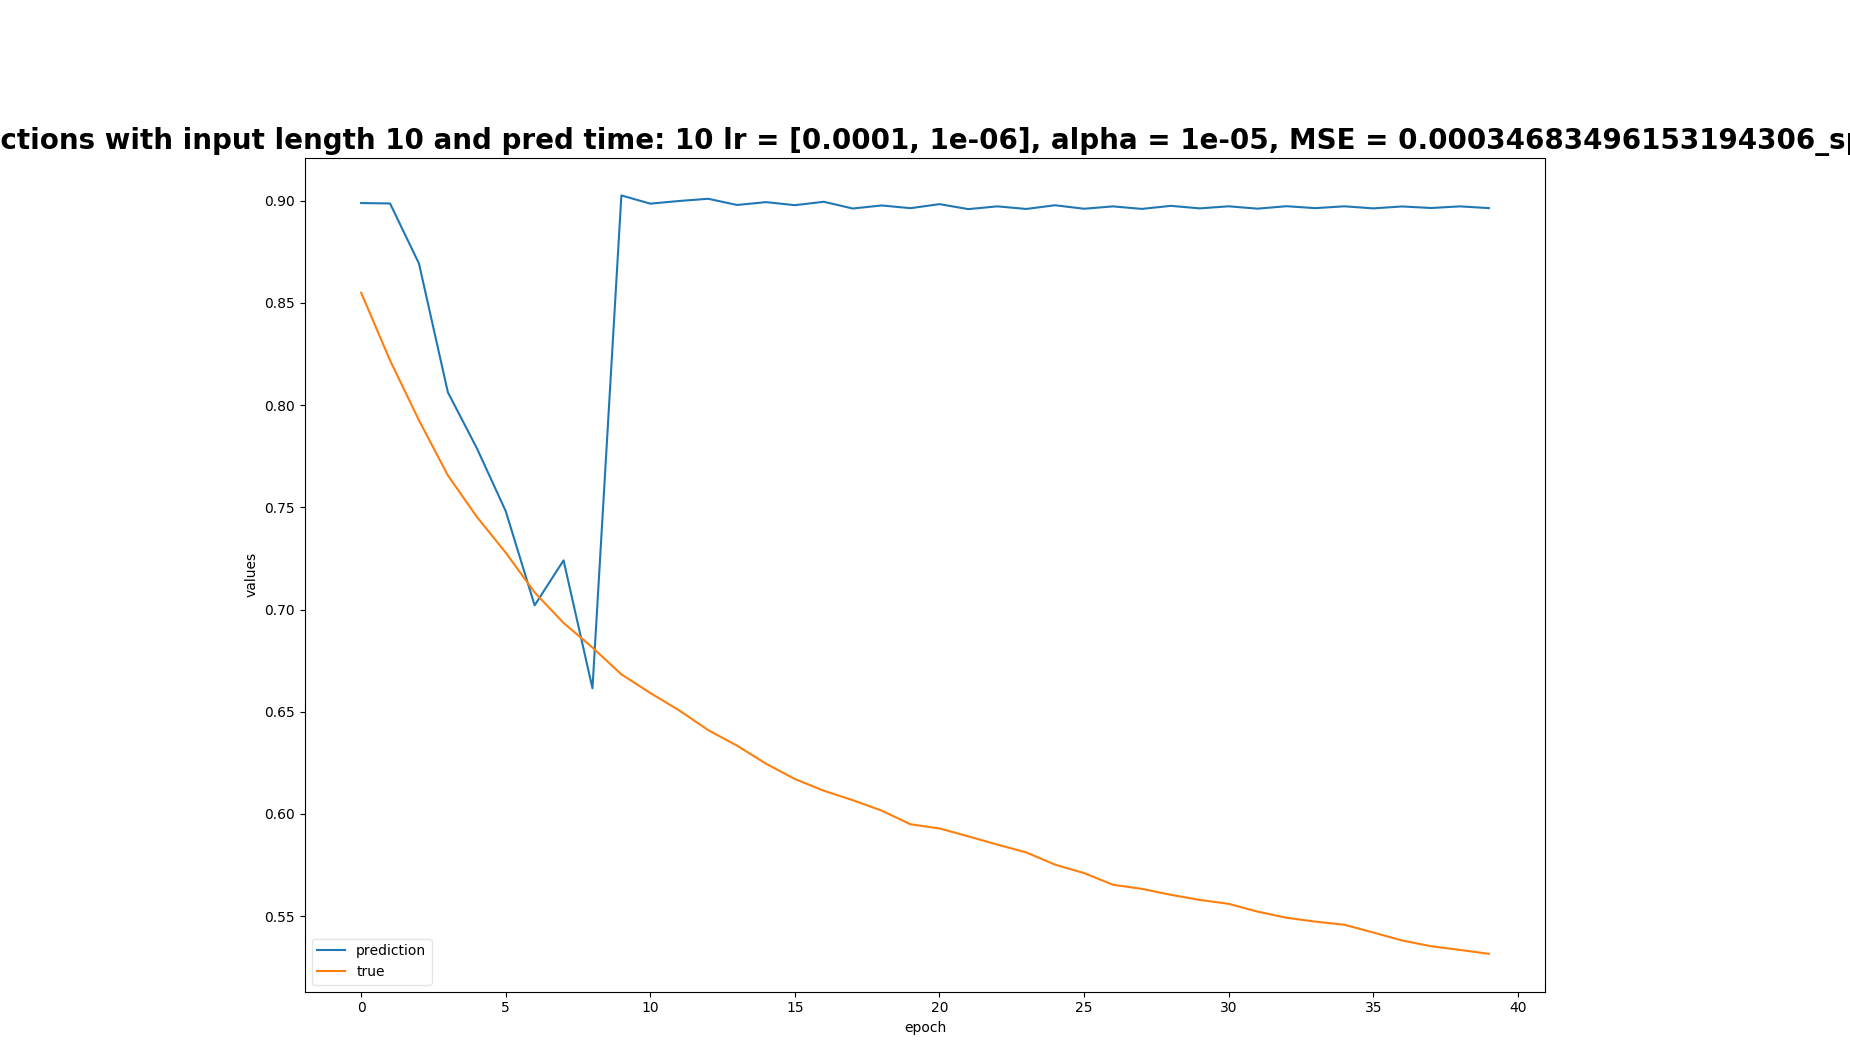 ctions with input length 10 and pred time: 10 lr = [0.0001, 1e-06], alpha = 1e-05, MSE = 0.00034683496153194306_sp
0.90
0.85
0.80
0.75
0.70
0.65
0.60
0.55
values
prediction
true
0 5 10 15 20 25 30 35 40
epoch